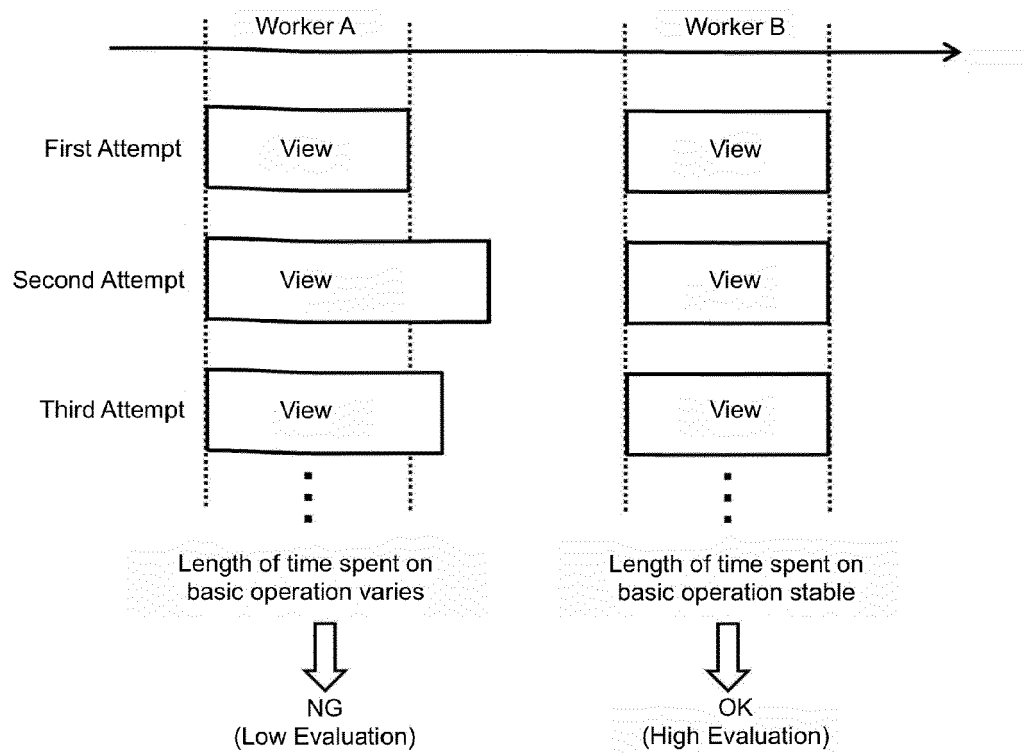 Worker A
Worker B
First Attempt
View
View
Second Attempt
View
View
Third Attempt
View
View
Length of time spent on
basic operation varies
Length of time spent on
basic operation stable
NG
(Low Evaluation)
OK
(High Evaluation)